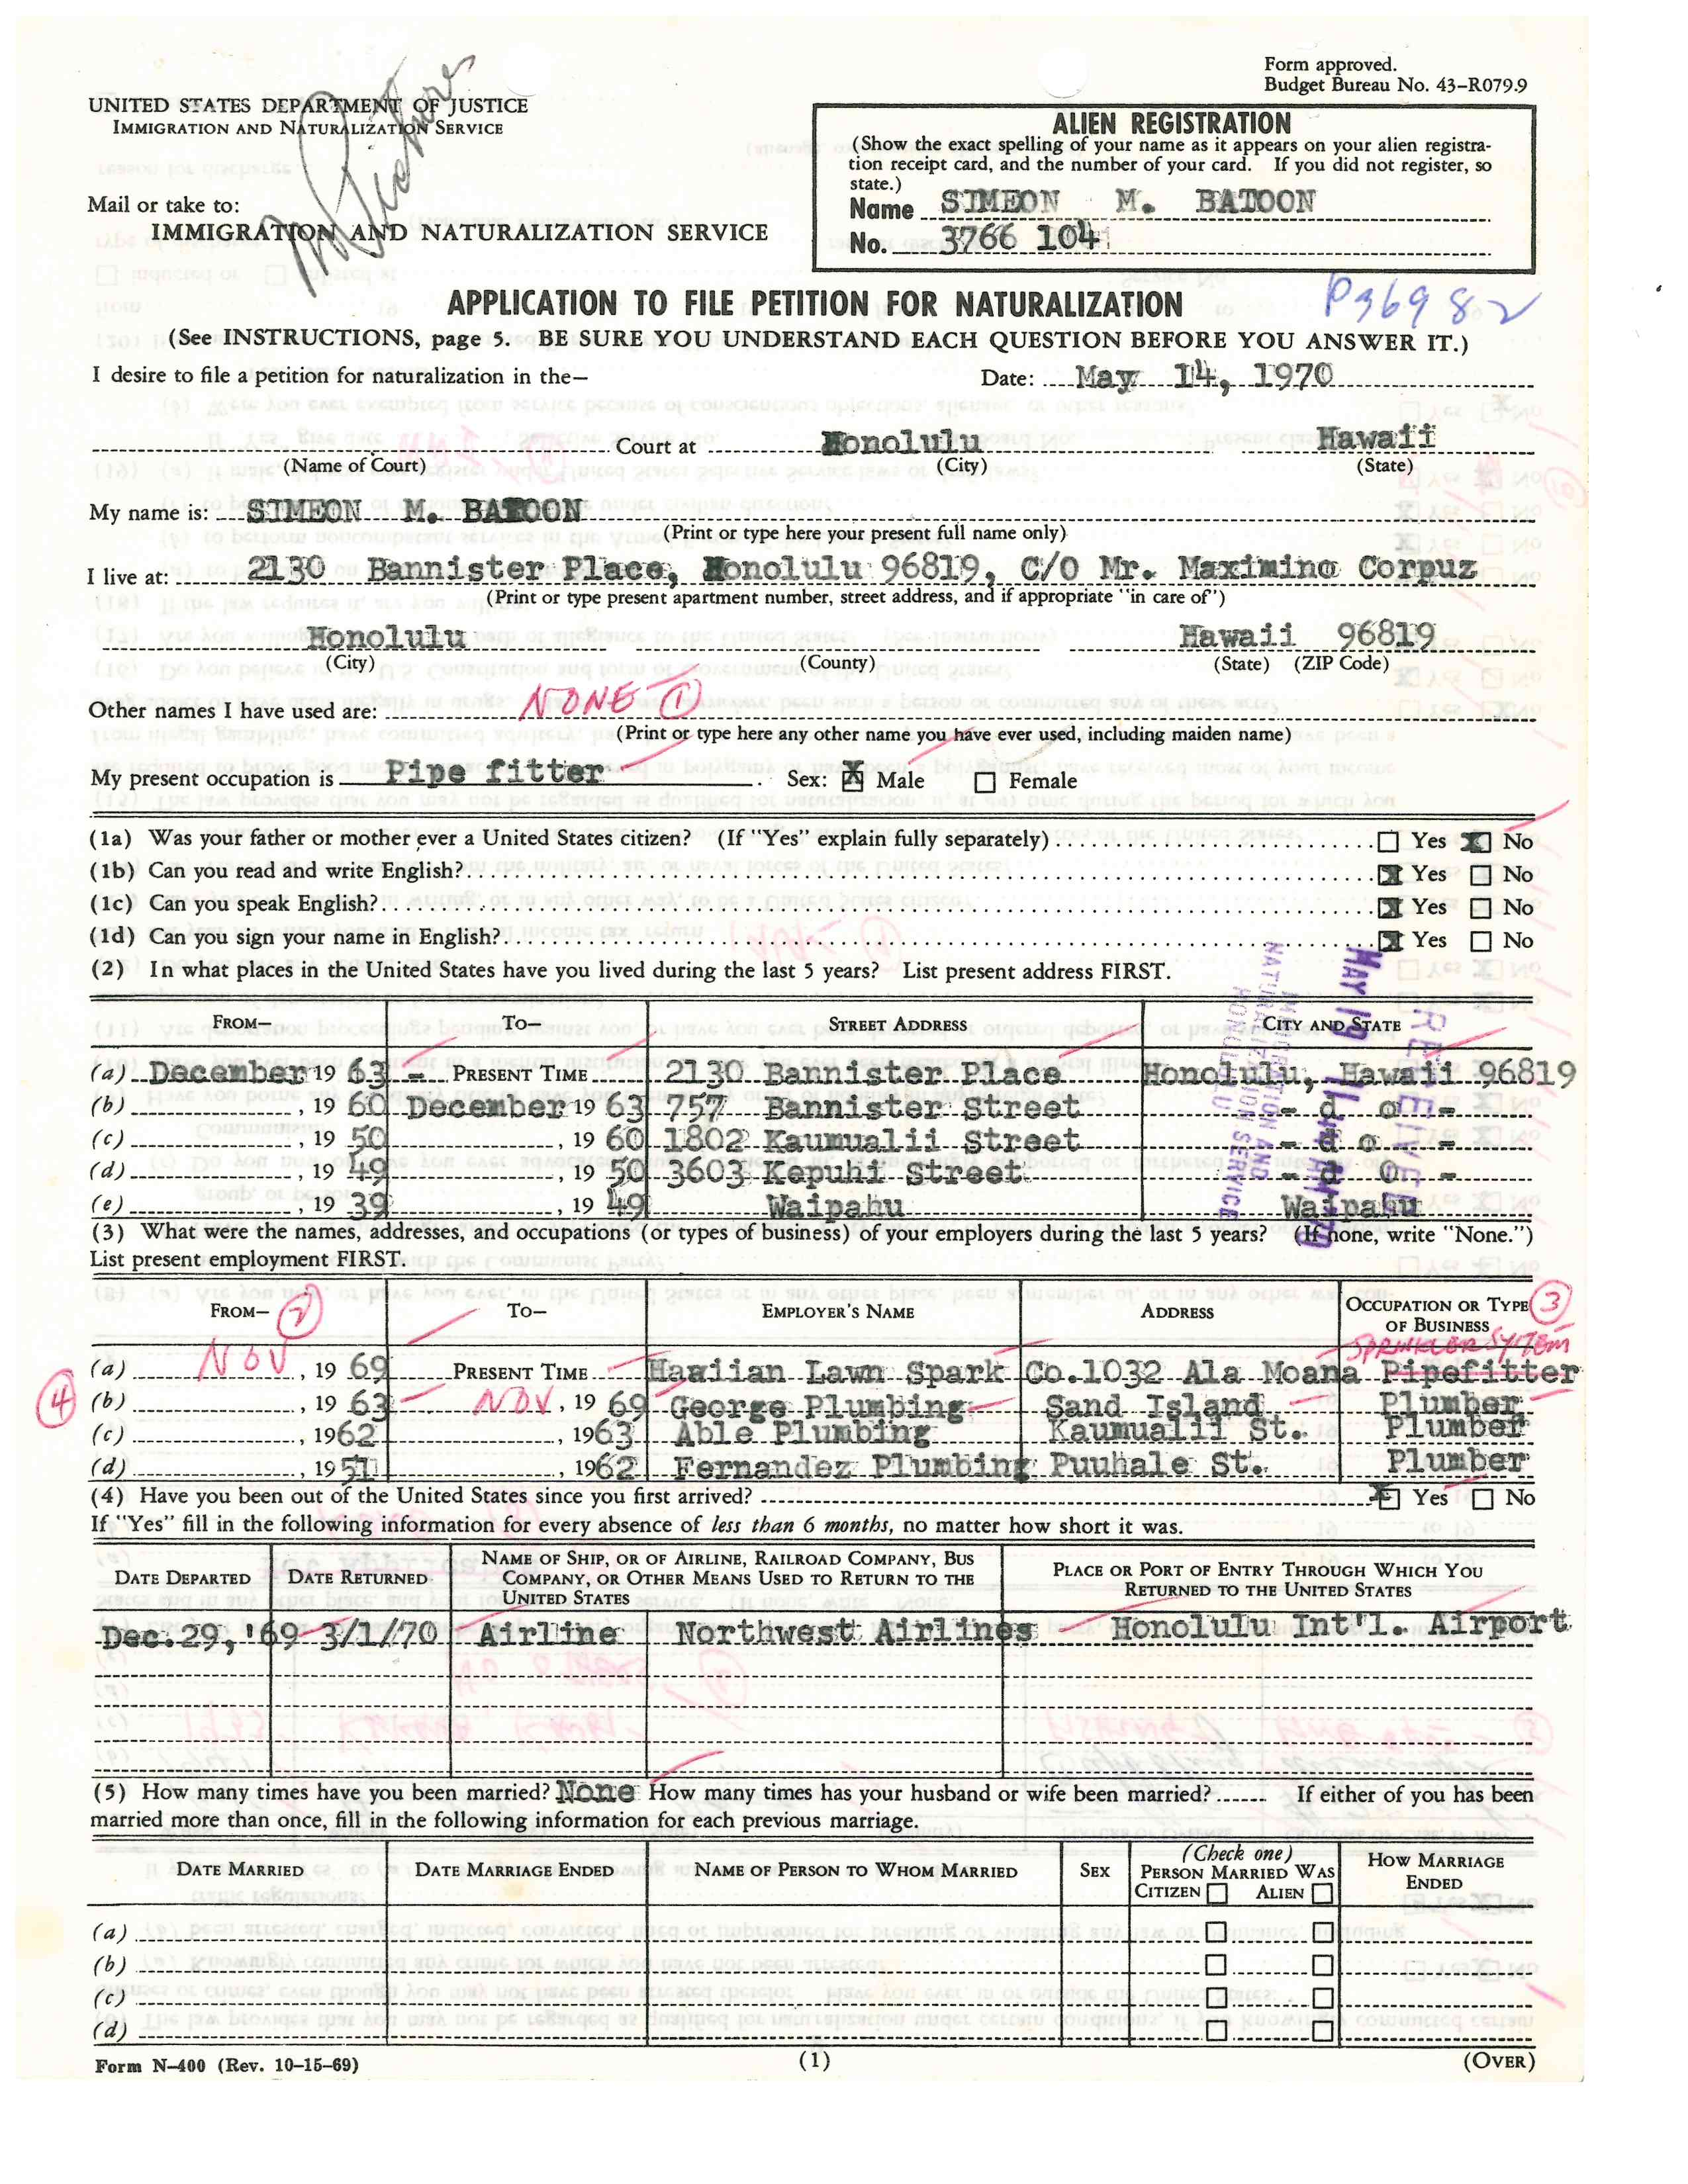 Form approved.
Budget Bureau No. 43–R079.9
UNITED STATES DEPARTMENT OF JUSTICE
IMMIGRATION AND NATURALIZATION SERVICE
ALIEN REGISTRATION
(Show the exact spelling of your name as it appears on your alien registra-
tion receipt card, and the number of your card. If you did not register, so
state.)
Name SIMEON M. BATOON
No. 3766 104
Mail or take to:
IMMIGRATION AND NATURALIZATION SERVICE
APPLICATION TO FILE PETITION FOR NATURALIZATION
P36982
(See INSTRUCTIONS, page 5. BE SURE YOU UNDERSTAND EACH QUESTION BEFORE YOU ANSWER IT.)
I desire to file a petition for naturalization in the— Date: May 14, 1970
Court at Honolulu Hawaii
(Name of Court) (City) (State)
My name is: SIMEON M. BATOON
(Print or type here your present full name only)
I live at: 2130 Bannister Place, Honolulu 96819, C/O Mr. Maximino Corpuz
(Print or type present apartment number, street address, and if appropriate "in care of")
Honolulu Hawaii 96819
(City) (County) (State) (ZIP Code)
Other names I have used are: NONE 1
(Print or type here any other name you have ever used, including maiden name)
My present occupation is Pipe fitter. Sex: X Male Female
(1a) Was your father or mother ever a United States citizen? (If "Yes" explain fully separately) Yes X No
(1b) Can you read and write English? X Yes No
(1c) Can you speak English? X Yes No
(1d) Can you sign your name in English? X Yes No
(2) In what places in the United States have you lived during the last 5 years? List present address FIRST.
FROM— TO— STREET ADDRESS CITY AND STATE
(a) December 19 63 - PRESENT TIME 2130 Bannister Place Honolulu, Hawaii 96819
(b) , 19 60 December 19 63 757 Bannister Street - d o -
(c) , 19 50 , 19 60 1802 Kaumualii Street - d o -
(d) , 19 49 , 19 50 3603 Kapuhi Street - d o -
(e) , 19 39 , 19 49 Waipahu Waipahu
RECEIVED
MAY 19
IMMIGRATION AND
NATURALIZATION SERVICE
HONOLULU
(3) What were the names, addresses, and occupations (or types of business) of your employers during the last 5 years? (If none, write "None.")
List present employment FIRST.
FROM— 2 TO— EMPLOYER'S NAME ADDRESS OCCUPATION OR TYPE OF BUSINESS 3
SPRINKLER SYSTEM
(a) NOV , 19 69 PRESENT TIME Hawiian Lawn Spark Co. 1032 Ala Moana Pipefitter
4 (b) , 19 63 NOV, 19 69 George Plumbing Sand Island Plumber
(c) , 1962 , 1963 Able Plumbing Kaumualii St. Plumber
(d) , 19 51 , 1962 Fernandez Plumbing Puuhale St. Plumber
(4) Have you been out of the United States since you first arrived? X Yes No
If "Yes" fill in the following information for every absence of less than 6 months, no matter how short it was.
DATE DEPARTED DATE RETURNED NAME OF SHIP, OR OF AIRLINE, RAILROAD COMPANY, BUS COMPANY, OR OTHER MEANS USED TO RETURN TO THE UNITED STATES PLACE OR PORT OF ENTRY THROUGH WHICH YOU RETURNED TO THE UNITED STATES
Dec. 29, '69 3/1/70 Airline Northwest Airlines Honolulu Int'l. Airport
(5) How many times have you been married? None How many times has your husband or wife been married? If either of you has been
married more than once, fill in the following information for each previous marriage.
DATE MARRIED DATE MARRIAGE ENDED NAME OF PERSON TO WHOM MARRIED SEX (Check one) PERSON MARRIED WAS CITIZEN ALIEN HOW MARRIAGE ENDED
(a)
(b)
(c)
(d)
Form N–400 (Rev. 10–15–69) (1) (OVER)